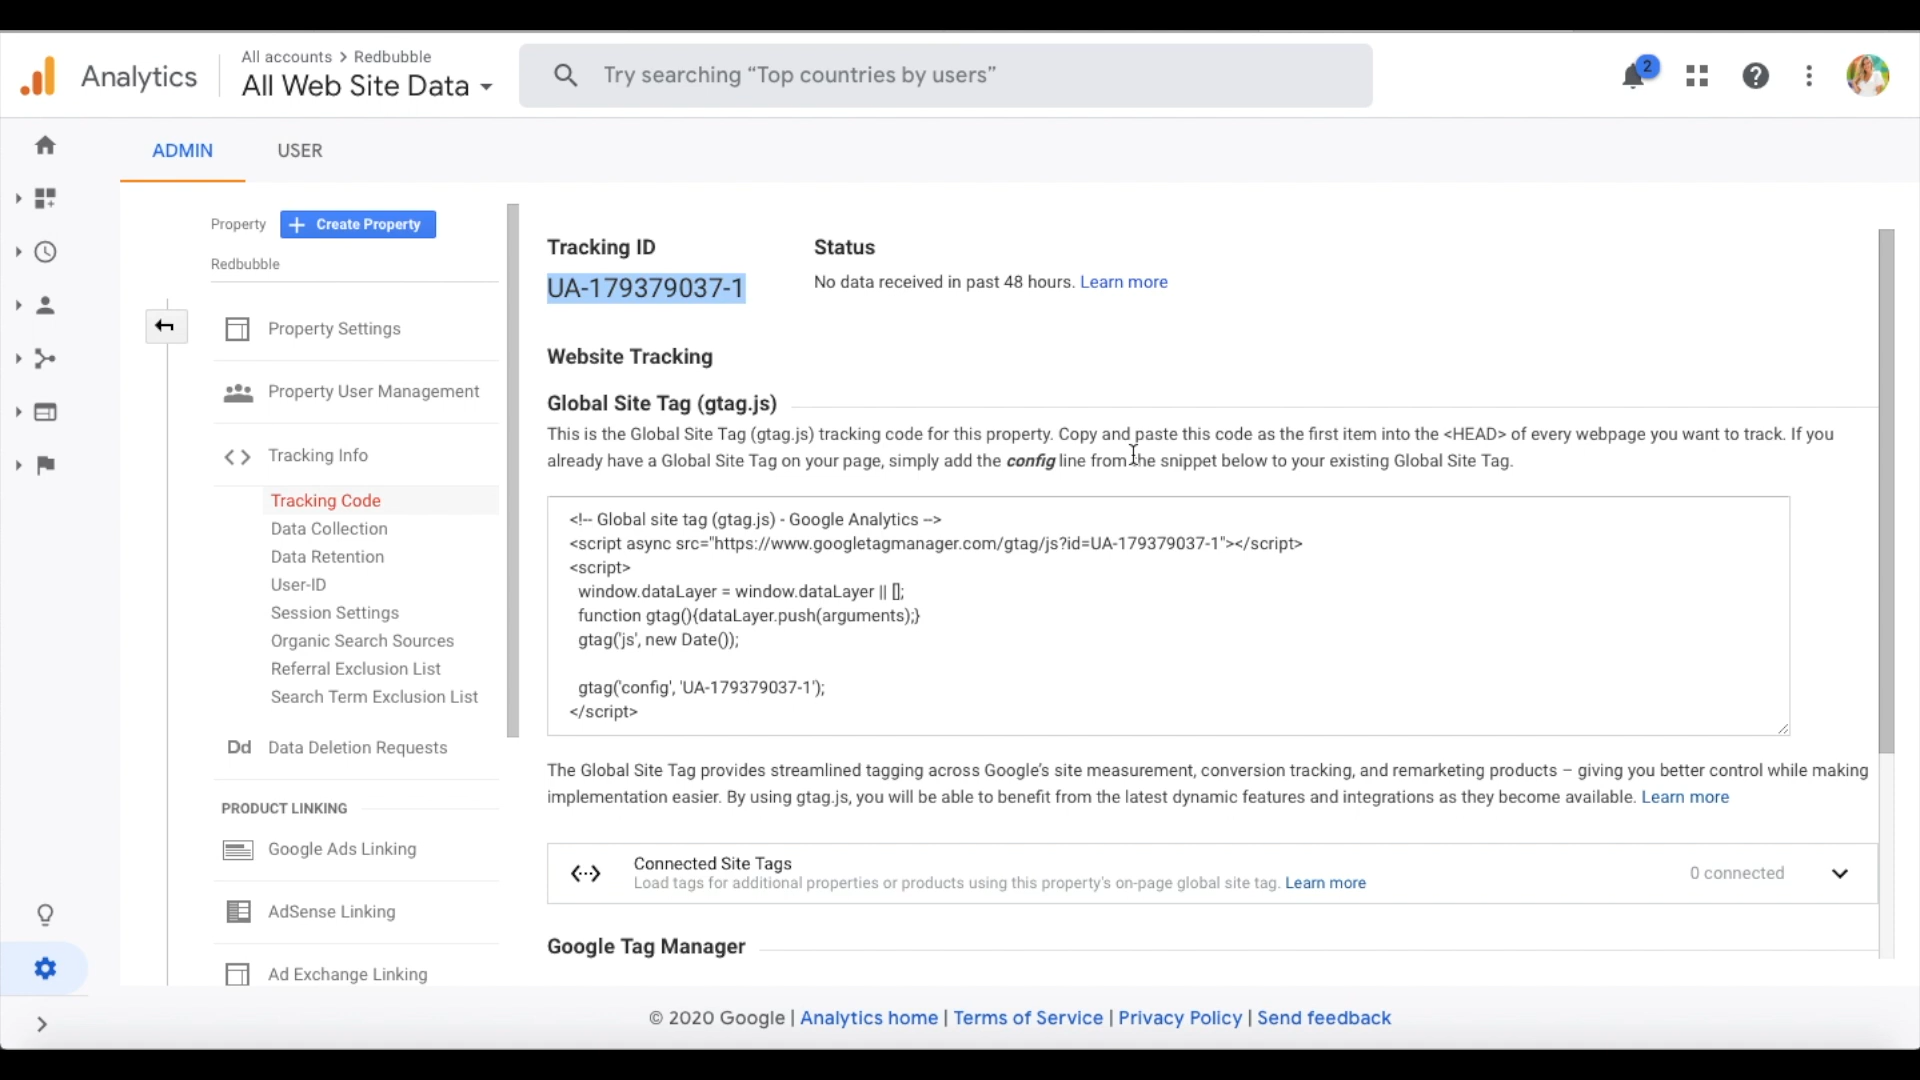 Analytics
All accounts > Redbubble
All Web Site Data
Try searching “Top countries by users”
2
ADMIN
USER
Property
Create Property
Redbubble
Property Settings
Property User Management
Tracking Info
Tracking Code
Data Collection
Data Retention
User-ID
Session Settings
Organic Search Sources
Referral Exclusion List
Search Term Exclusion List
Dd Data Deletion Requests
PRODUCT LINKING
Google Ads Linking
AdSense Linking
Ad Exchange Linking
Tracking ID
UA-179379037-1
Status
No data received in past 48 hours. Learn more
Website Tracking
Global Site Tag (gtag.js)
This is the Global Site Tag (gtag.js) tracking code for this property. Copy and paste this code as the first item into the <HEAD> of every webpage you want to track. If you
already have a Global Site Tag on your page, simply add the config line from the snippet below to your existing Global Site Tag.
<!-- Global site tag (gtag.js) - Google Analytics -->
<script async src="https://www.googletagmanager.com/gtag/js?id=UA-179379037-1"></script>
<script>
window.dataLayer = window.dataLayer || [];
function gtag(){dataLayer.push(arguments);}
gtag('js', new Date());
gtag('config', 'UA-179379037-1');
</script>
The Global Site Tag provides streamlined tagging across Google’s site measurement, conversion tracking, and remarketing products – giving you better control while making
implementation easier. By using gtag.js, you will be able to benefit from the latest dynamic features and integrations as they become available. Learn more
Connected Site Tags
Load tags for additional properties or products using this property's on-page global site tag. Learn more
0 connected
Google Tag Manager
© 2020 Google | Analytics home | Terms of Service | Privacy Policy | Send feedback